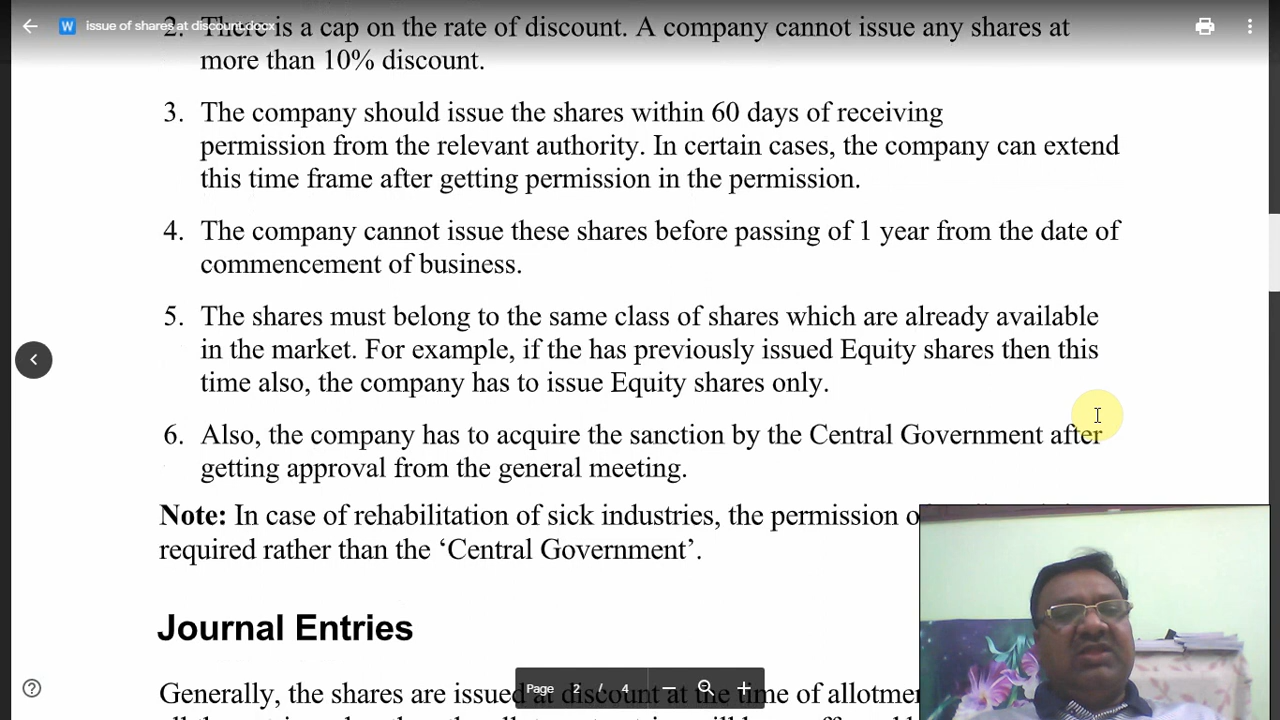 issue of shares at discount.docx
2. There is a cap on the rate of discount. A company cannot issue any shares at
more than 10% discount.
3. The company should issue the shares within 60 days of receiving
permission from the relevant authority. In certain cases, the company can extend
this time frame after getting permission in the permission.
4. The company cannot issue these shares before passing of 1 year from the date of
commencement of business.
5. The shares must belong to the same class of shares which are already available
in the market. For example, if the has previously issued Equity shares then this
time also, the company has to issue Equity shares only.
6. Also, the company has to acquire the sanction by the Central Government after
getting approval from the general meeting.
Note: In case of rehabilitation of sick industries, the permission
required rather than the ‘Central Government’.
Journal Entries
Generally, the shares are issued at discount at the time of
Page 2 / 4